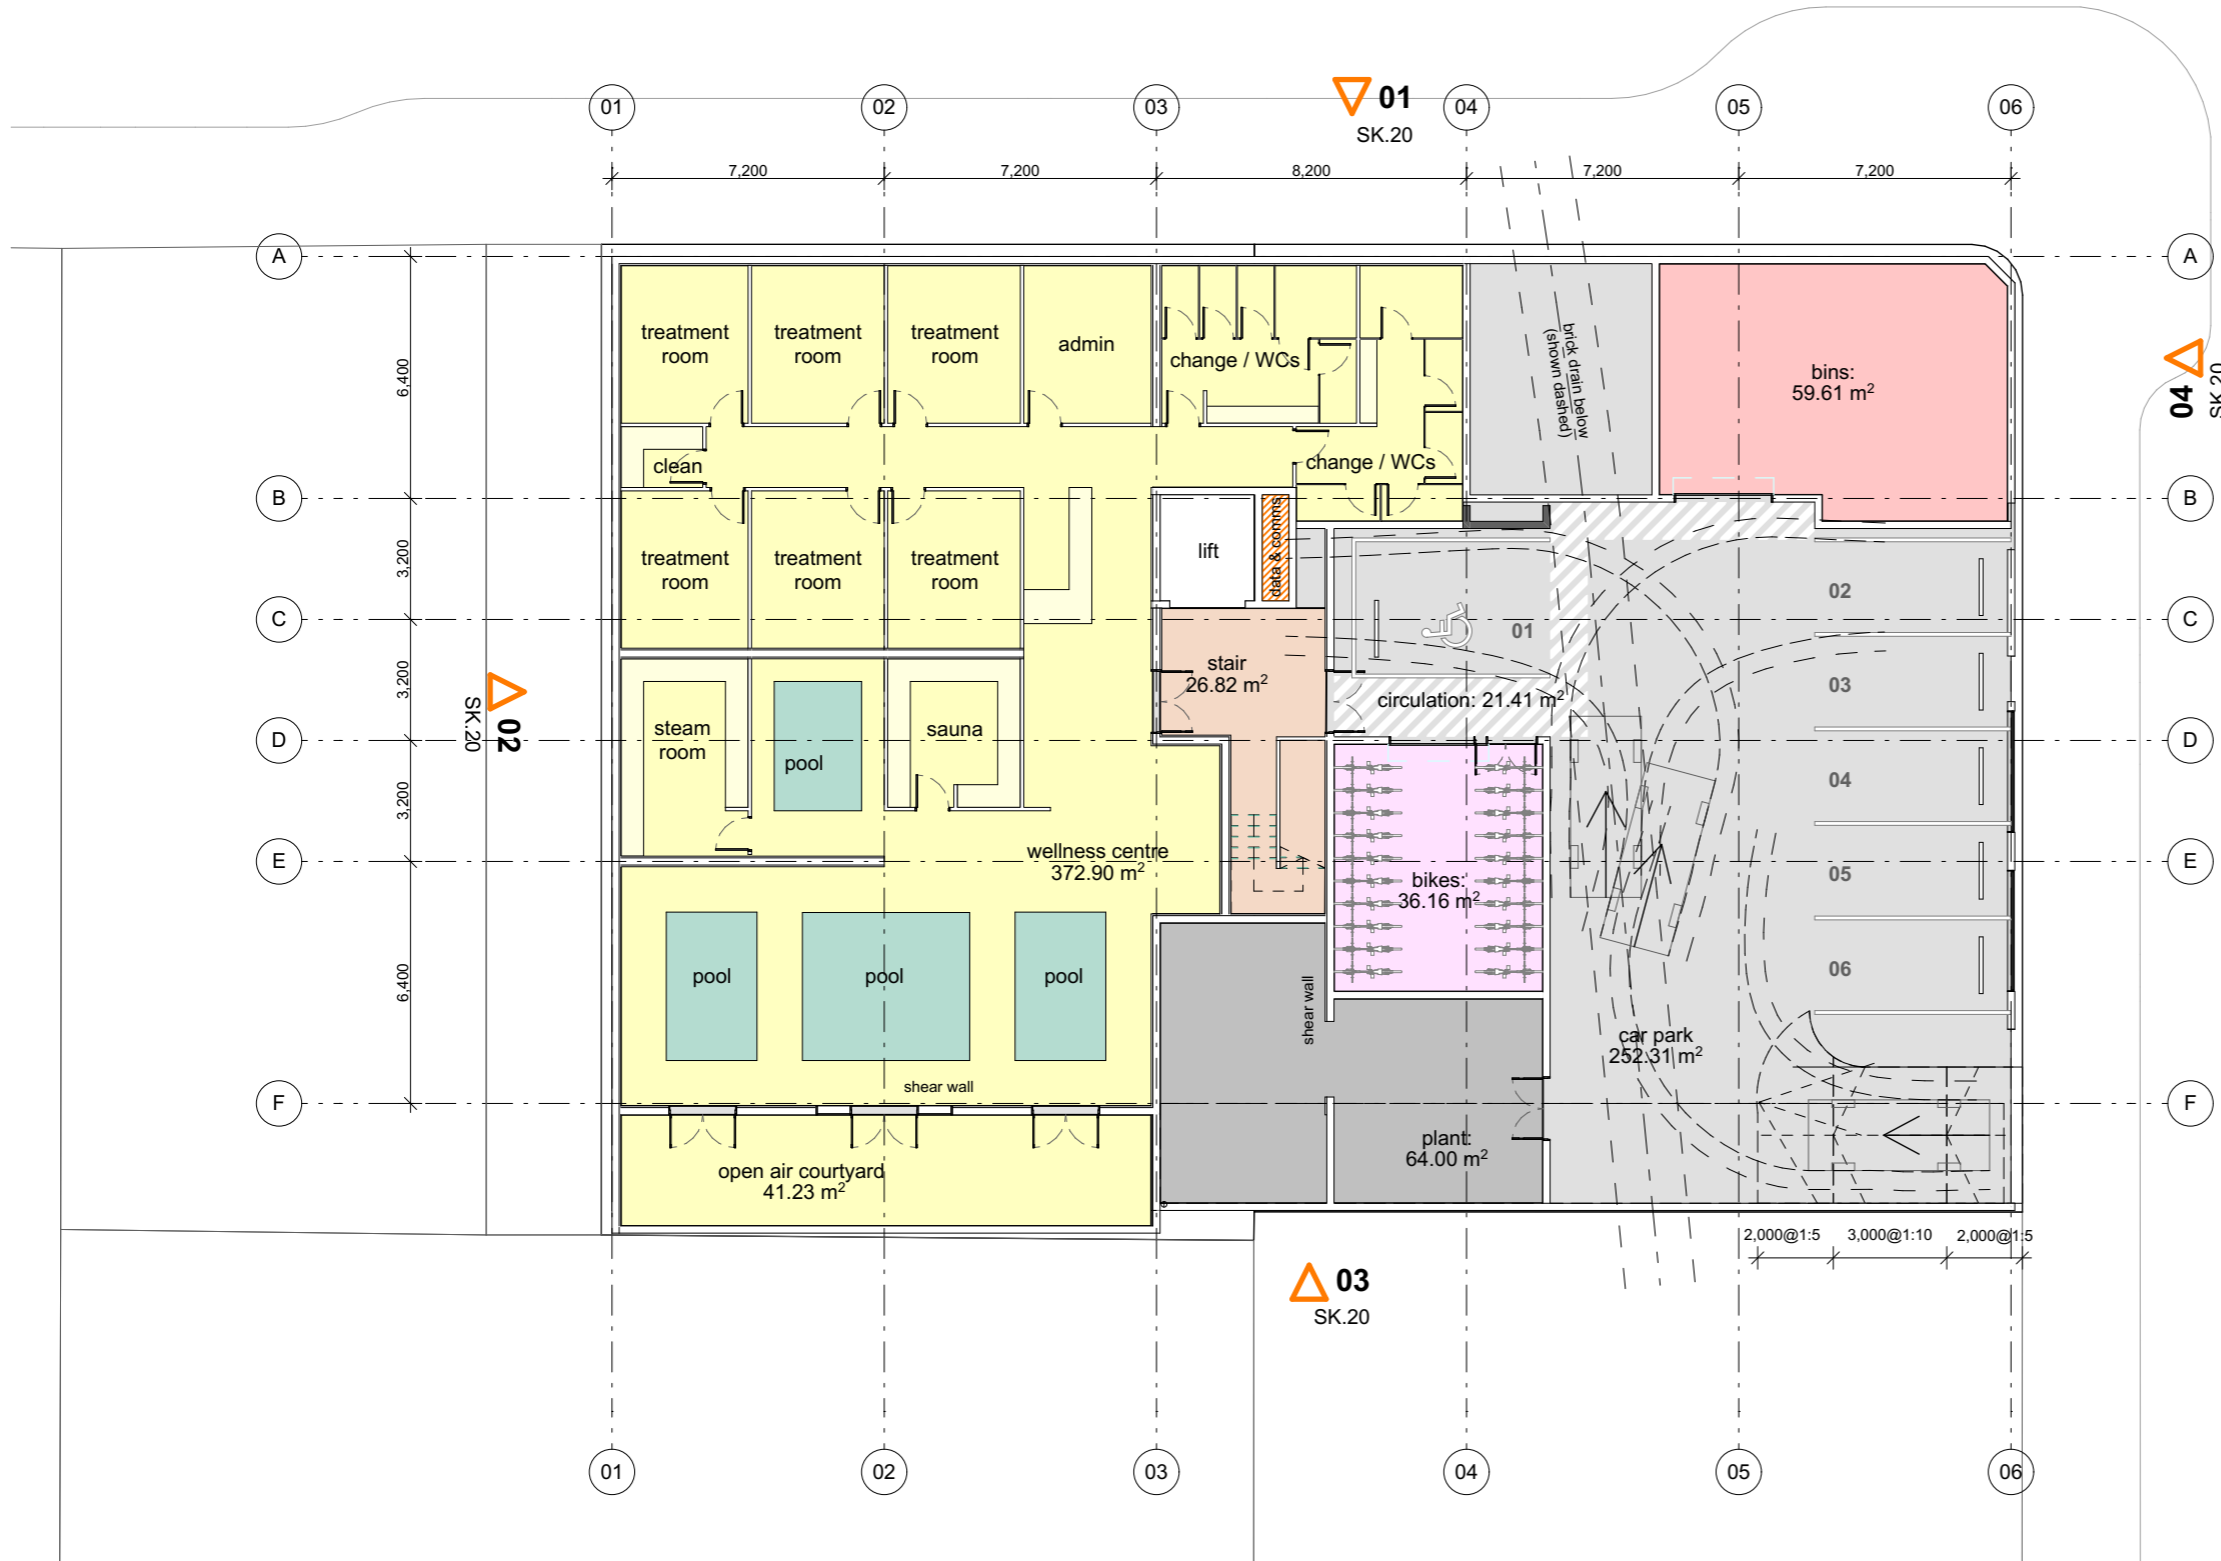 01
02
03
04
05
06
01
SK.20
7,200
7,200
8,200
7,200
7,200
A
A
treatment
room
treatment
room
treatment
room
admin
change / WCs
brick drain below
(shown dashed)
bins:
59.61 m²
04
SK.20
6,400
clean
change / WCs
B
B
3,200
treatment
room
treatment
room
treatment
room
lift
data & comms
02
C
C
01
3,200
02
SK.20
stair
26.82 m²
circulation: 21.41 m²
03
steam
room
pool
sauna
D
D
3,200
04
wellness centre
372.90 m²
E
E
bikes:
36.16 m²
05
6,400
pool
pool
pool
shear wall
06
car park
252.31 m²
shear wall
F
F
plant:
64.00 m²
open air courtyard
41.23 m²
2,000@1:5
3,000@1:10
2,000@1:5
03
SK.20
01
02
03
04
05
06